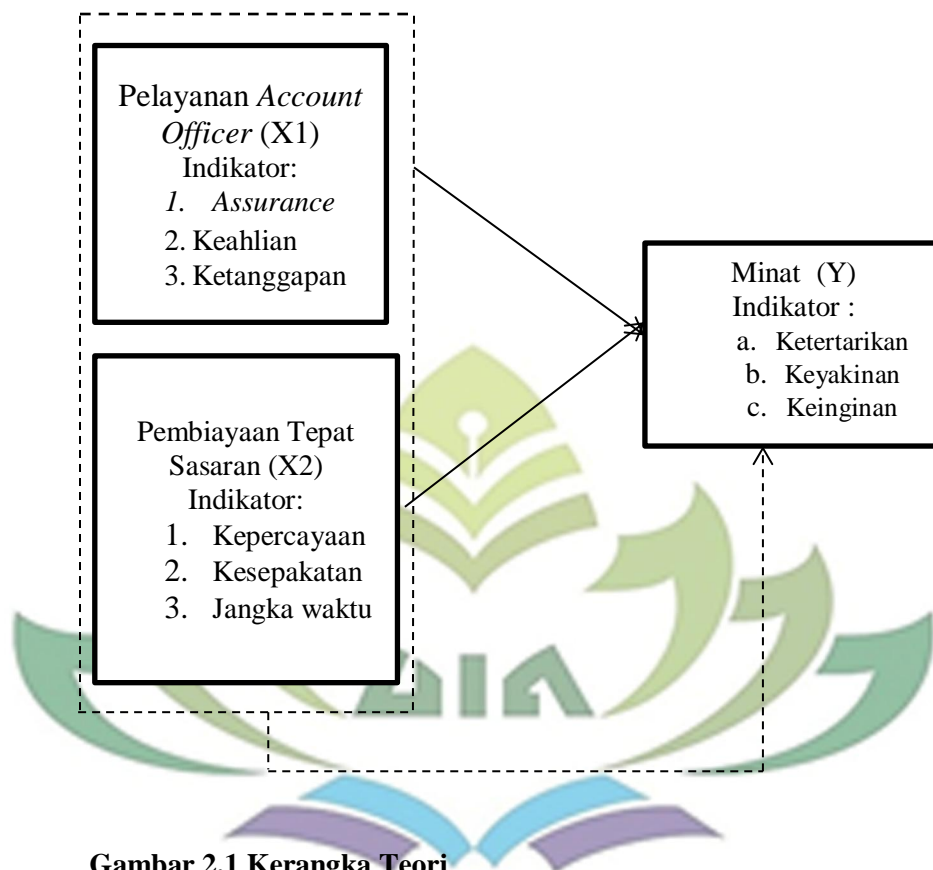 Pelayanan Account
Officer (X1)
Indikator:
1. Assurance
2. Keahlian
3. Ketanggapan
Pembiayaan Tepat
Sasaran (X2)
Indikator:
1. Kepercayaan
2. Kesepakatan
3. Jangka waktu
Minat (Y)
Indikator :
a. Ketertarikan
b. Keyakinan
c. Keinginan
Gambar 2.1 Kerangka Teori